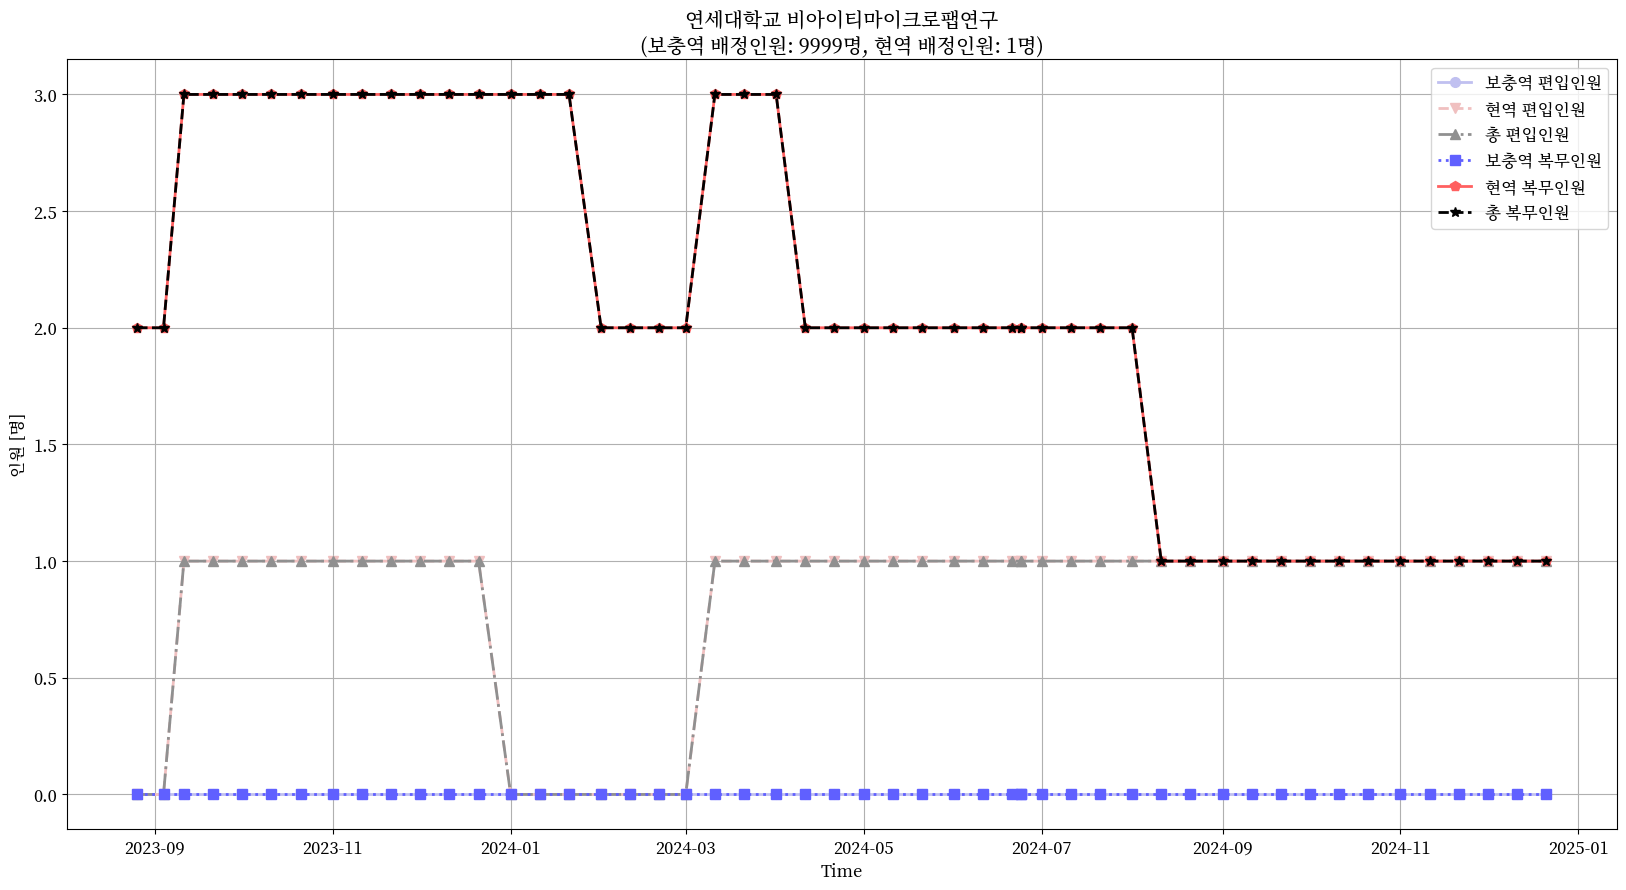 연세대학교 비아이티마이크로팹연구
(보충역 배정인원: 9999명, 현역 배정인원: 1명)
보충역 편입인원
현역 편입인원
총 편입인원
보충역 복무인원
현역 복무인원
총 복무인원
인원 [명]
3.0
2.5
2.0
1.5
1.0
0.5
0.0
2023-09
2023-11
2024-01
2024-03
2024-05
2024-07
2024-09
2024-11
2025-01
Time